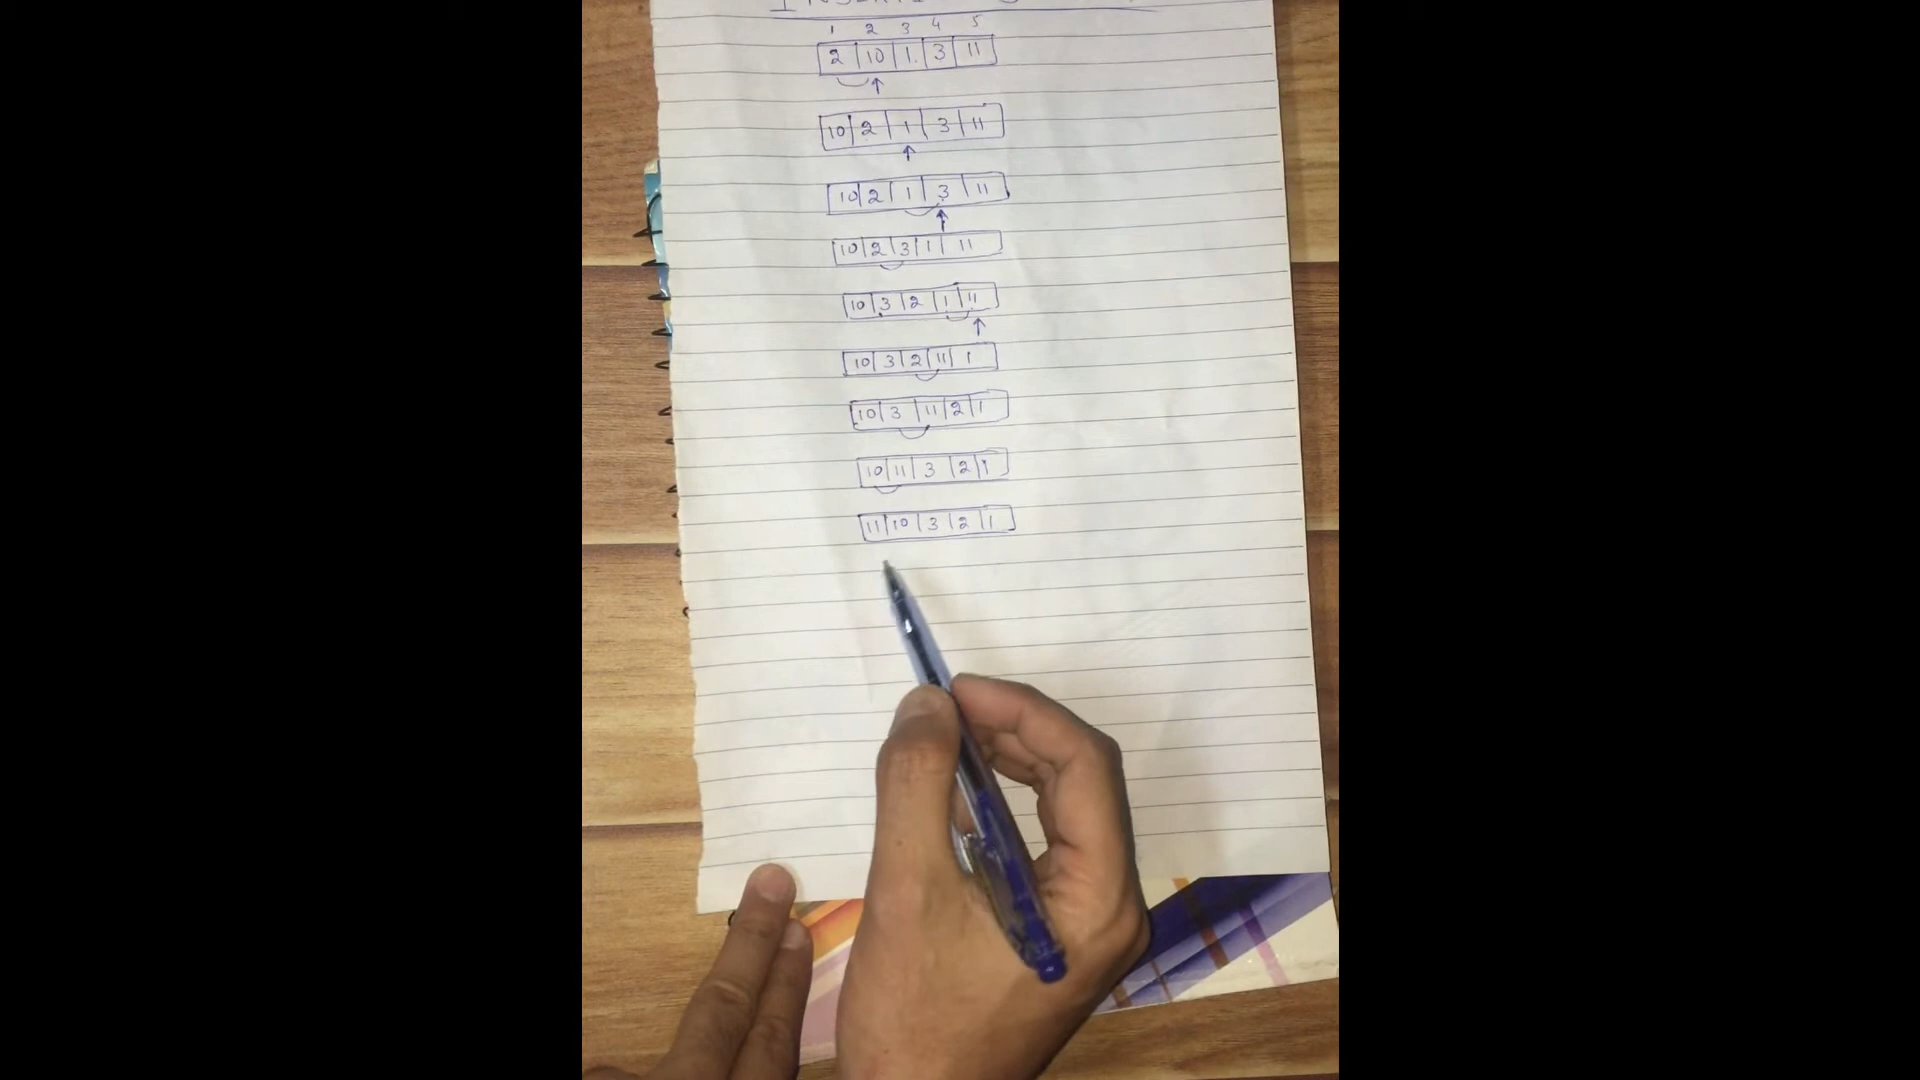 1 2 3 4 5
2 10 1 3 11
10 2 1 3 11
10 2 1 3 11
10 2 3 1 11
10 3 2 1 11
10 3 2 11 1
10 3 11 2 1
10 11 3 2 1
11 10 3 2 1